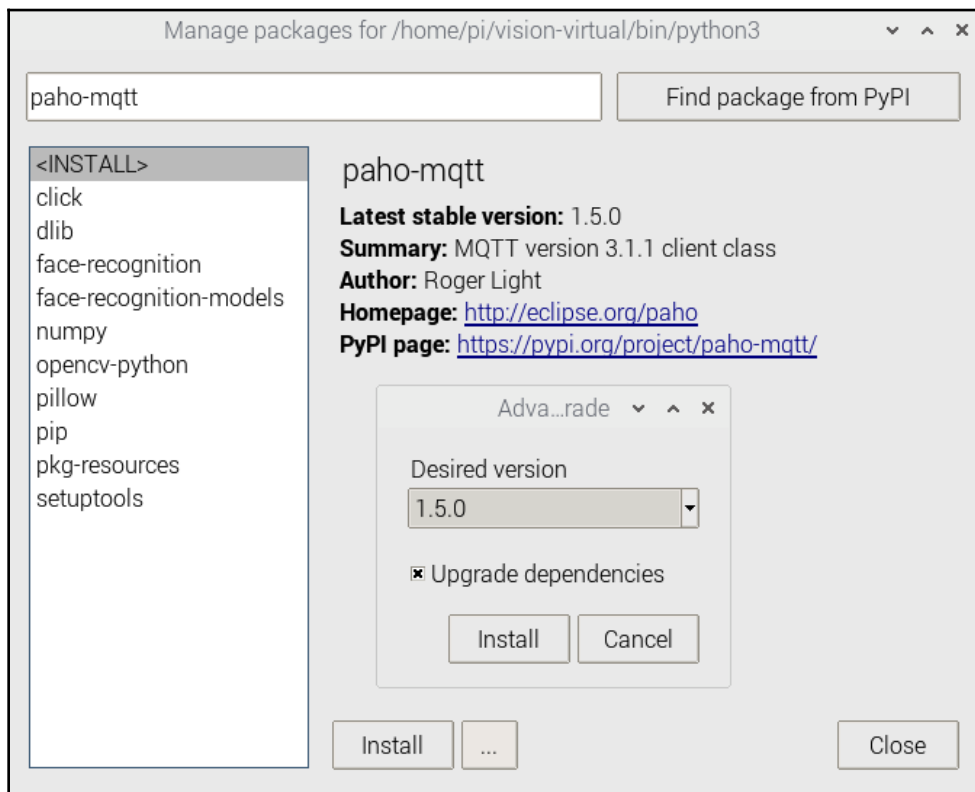 Manage packages for /home/pi/vision-virtual/bin/python3
paho-mqtt
Find package from PyPI
<INSTALL>
click
dlib
face-recognition
face-recognition-models
numpy
opencv-python
pillow
pip
pkg-resources
setuptools
paho-mqtt
Latest stable version: 1.5.0
Summary: MQTT version 3.1.1 client class
Author: Roger Light
Homepage: http://eclipse.org/paho
PyPI page: https://pypi.org/project/paho-mqtt/
Adva...rade
Desired version
1.5.0
Upgrade dependencies
Install
Cancel
Install
...
Close